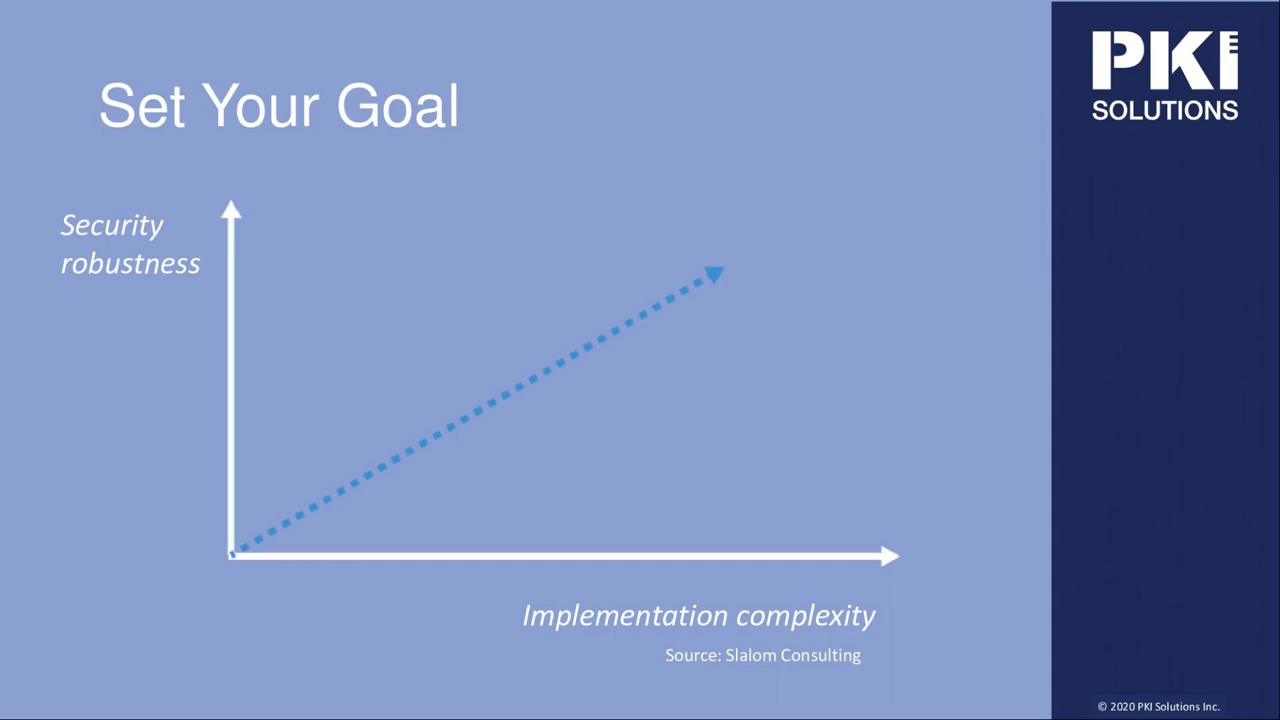 Set Your Goal
PKI
SOLUTIONS
Security
robustness
Implementation complexity
Source: Slalom Consulting
© 2020 PKI Solutions Inc.